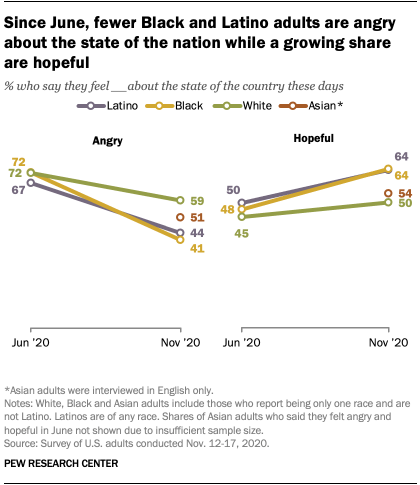 Since June, fewer Black and Latino adults are angry
about the state of the nation while a growing share
are hopeful
% who say they feel __ about the state of the country these days
Latino Black White Asian*
Angry
Hopeful
72
72
67
59
51
44
41
50
48
45
64
64
54
50
Jun '20
Nov '20
Jun '20
Nov '20
*Asian adults were interviewed in English only.
Notes: White, Black and Asian adults include those who report being only one race and are
not Latino. Latinos are of any race. Shares of Asian adults who said they felt angry and
hopeful in June not shown due to insufficient sample size.
Source: Survey of U.S. adults conducted Nov. 12-17, 2020.
PEW RESEARCH CENTER